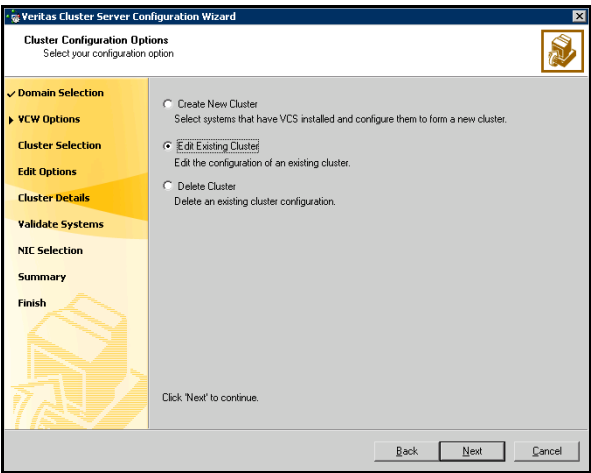 Veritas Cluster Server Configuration Wizard
Cluster Configuration Options
Select your configuration option
Domain Selection
VCW Options
Cluster Selection
Edit Options
Cluster Details
Validate Systems
NIC Selection
Summary
Finish
Create New Cluster
Select systems that have VCS installed and configure them to form a new cluster.
Edit Existing Cluster
Edit the configuration of an existing cluster.
Delete Cluster
Delete an existing cluster configuration.
Click 'Next' to continue.
Back Next Cancel